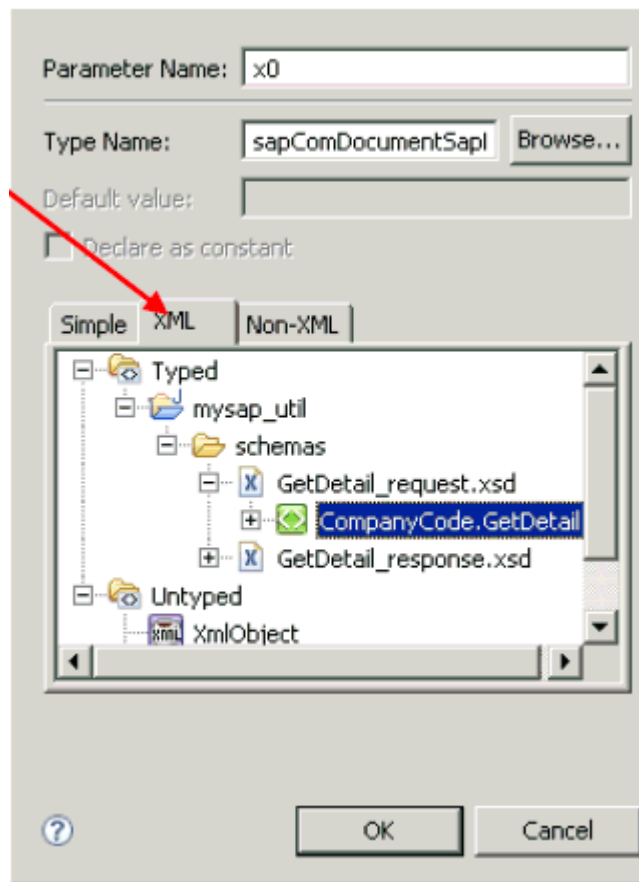 Parameter Name: x0
Type Name: sapComDocumentSapI Browse...
Default value:
Declare as constant
Simple XML Non-XML
Typed
mysap_util
schemas
GetDetail_request.xsd
CompanyCode.GetDetail
GetDetail_response.xsd
Untyped
XmlObject
OK Cancel